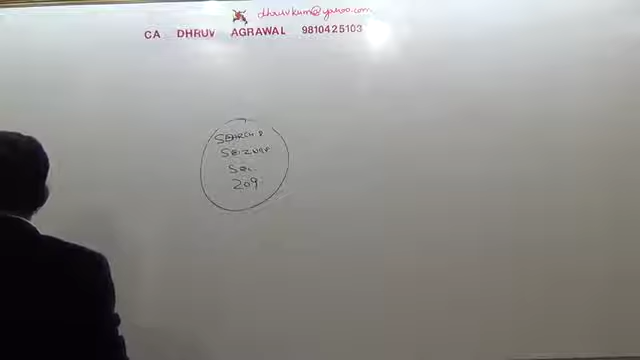 dhruvkum@yahoo.com
CA DHRUV AGRAWAL 9810425103
SEARCH &
SEIZURE
SEC.
209